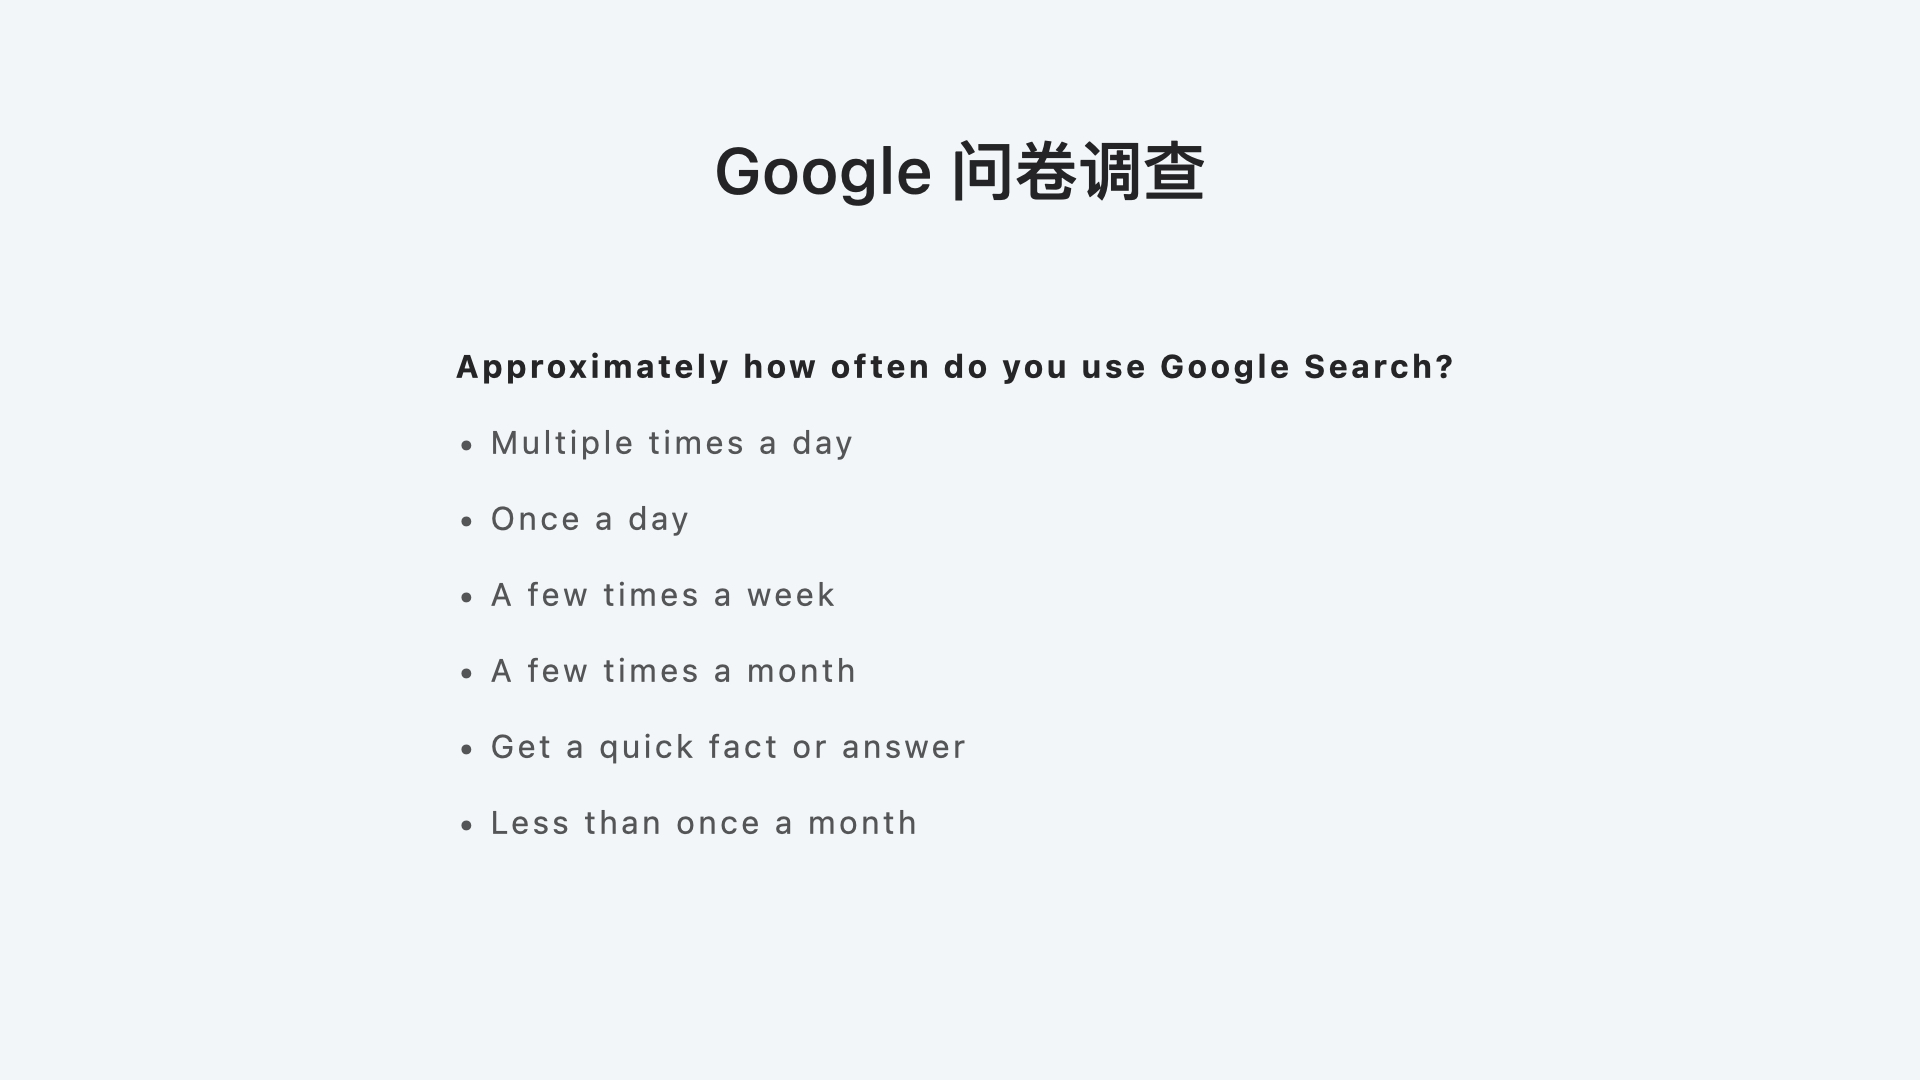 Google 问卷调查
Approximately how often do you use Google Search?
• Multiple times a day
• Once a day
• A few times a week
• A few times a month
• Get a quick fact or answer
• Less than once a month